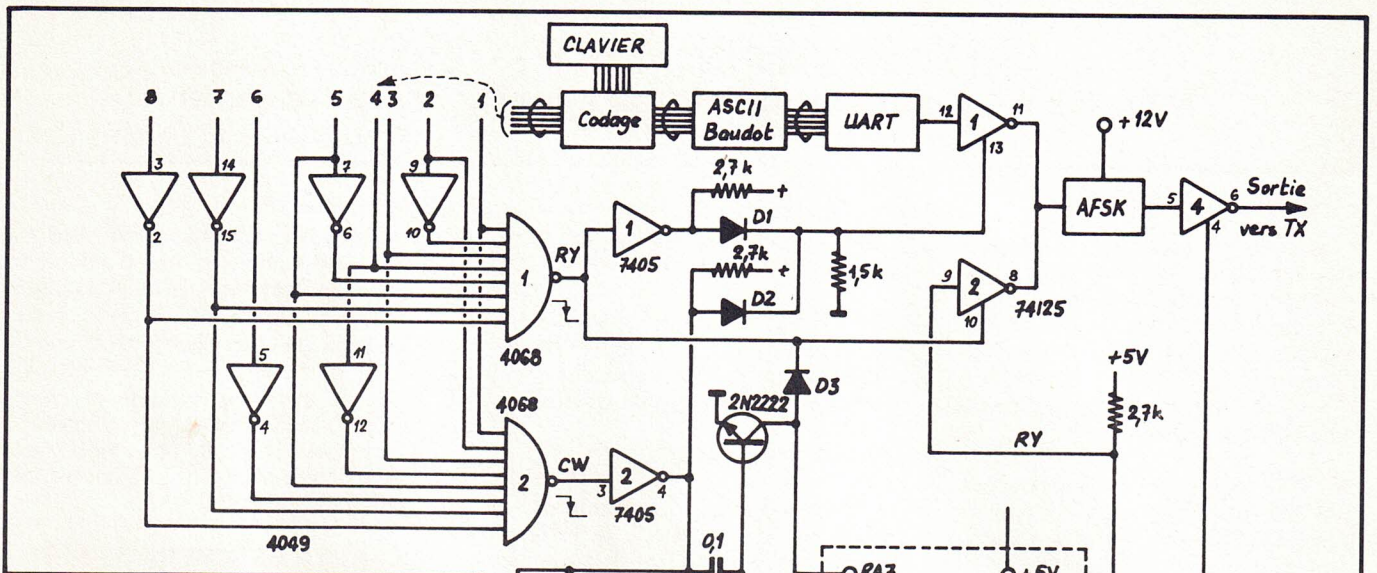 CLAVIER
8 7 6 5 4 3 2 1
Codage
ASCII
Baudot
UART
12 1 11
13
+12V
AFSK
5 4 6
4
Sortie
vers TX
3
2
14
15
7
6
9
10
2,7k +
D1
1
7405
RY
1
4068
2,7k +
D2
1,5k
9 2 8
10
74125
5
4
11
12
4068
2
CW
3 2 4
7405
4049
2N2222
D3
+5V
2,7k
RY
0,1
PA3
+5V